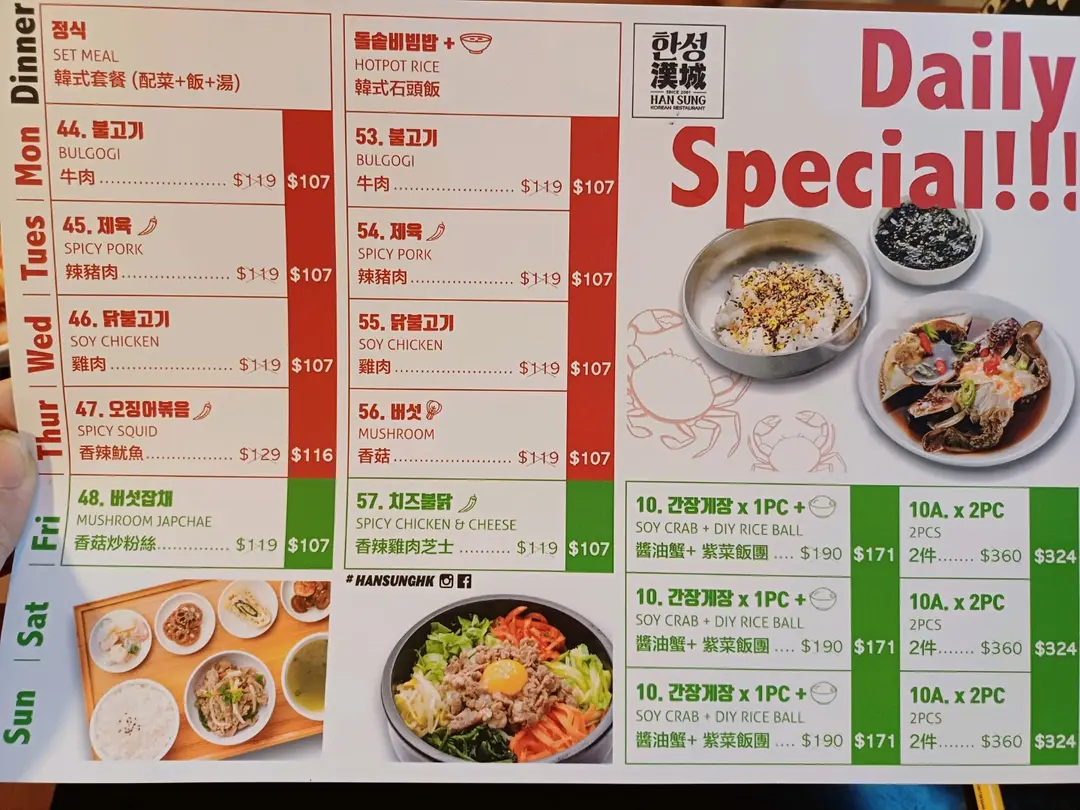 Dinner
Mon
Tues
Wed
Thur
Fri
Sat
Sun
정식
SET MEAL
韓式套餐 (配菜+飯+湯)
44. 불고기
BULGOGI
牛肉 ........................ $119 $107
45. 제육
SPICY PORK
辣豬肉..................... $119 $107
46. 닭불고기
SOY CHICKEN
雞肉 ........................ $119 $107
47. 오징어볶음
SPICY SQUID
香辣魷魚................. $129 $116
48. 버섯잡채
MUSHROOM JAPCHAE
香菇炒粉絲.............. $119 $107
돌솥비빔밥 +
HOTPOT RICE
韓式石頭飯
53. 불고기
BULGOGI
牛肉....................... $119 $107
54. 제육
SPICY PORK
辣豬肉.................... $119 $107
55. 닭불고기
SOY CHICKEN
雞肉 ....................... $119 $107
56. 버섯
MUSHROOM
香菇....................... $119 $107
57. 치즈불닭
SPICY CHICKEN & CHEESE
香辣雞肉芝士 .......... $119 $107
#HANSUNGHK
한성
漢城
SINCE 2001
HAN SUNG
KOREAN RESTAURANT
Daily
Special!!!
10. 간장게장 x 1PC +
SOY CRAB + DIY RICE BALL
醬油蟹+ 紫菜飯團 .... $190 $171
10A. x 2PC
2PCS
2件....... $360 $324
10. 간장게장 x 1PC +
SOY CRAB + DIY RICE BALL
醬油蟹+ 紫菜飯團 .... $190 $171
10A. x 2PC
2PCS
2件....... $360 $324
10. 간장게장 x 1PC +
SOY CRAB + DIY RICE BALL
醬油蟹+ 紫菜飯團 .... $190 $171
10A. x 2PC
2PCS
2件....... $360 $324